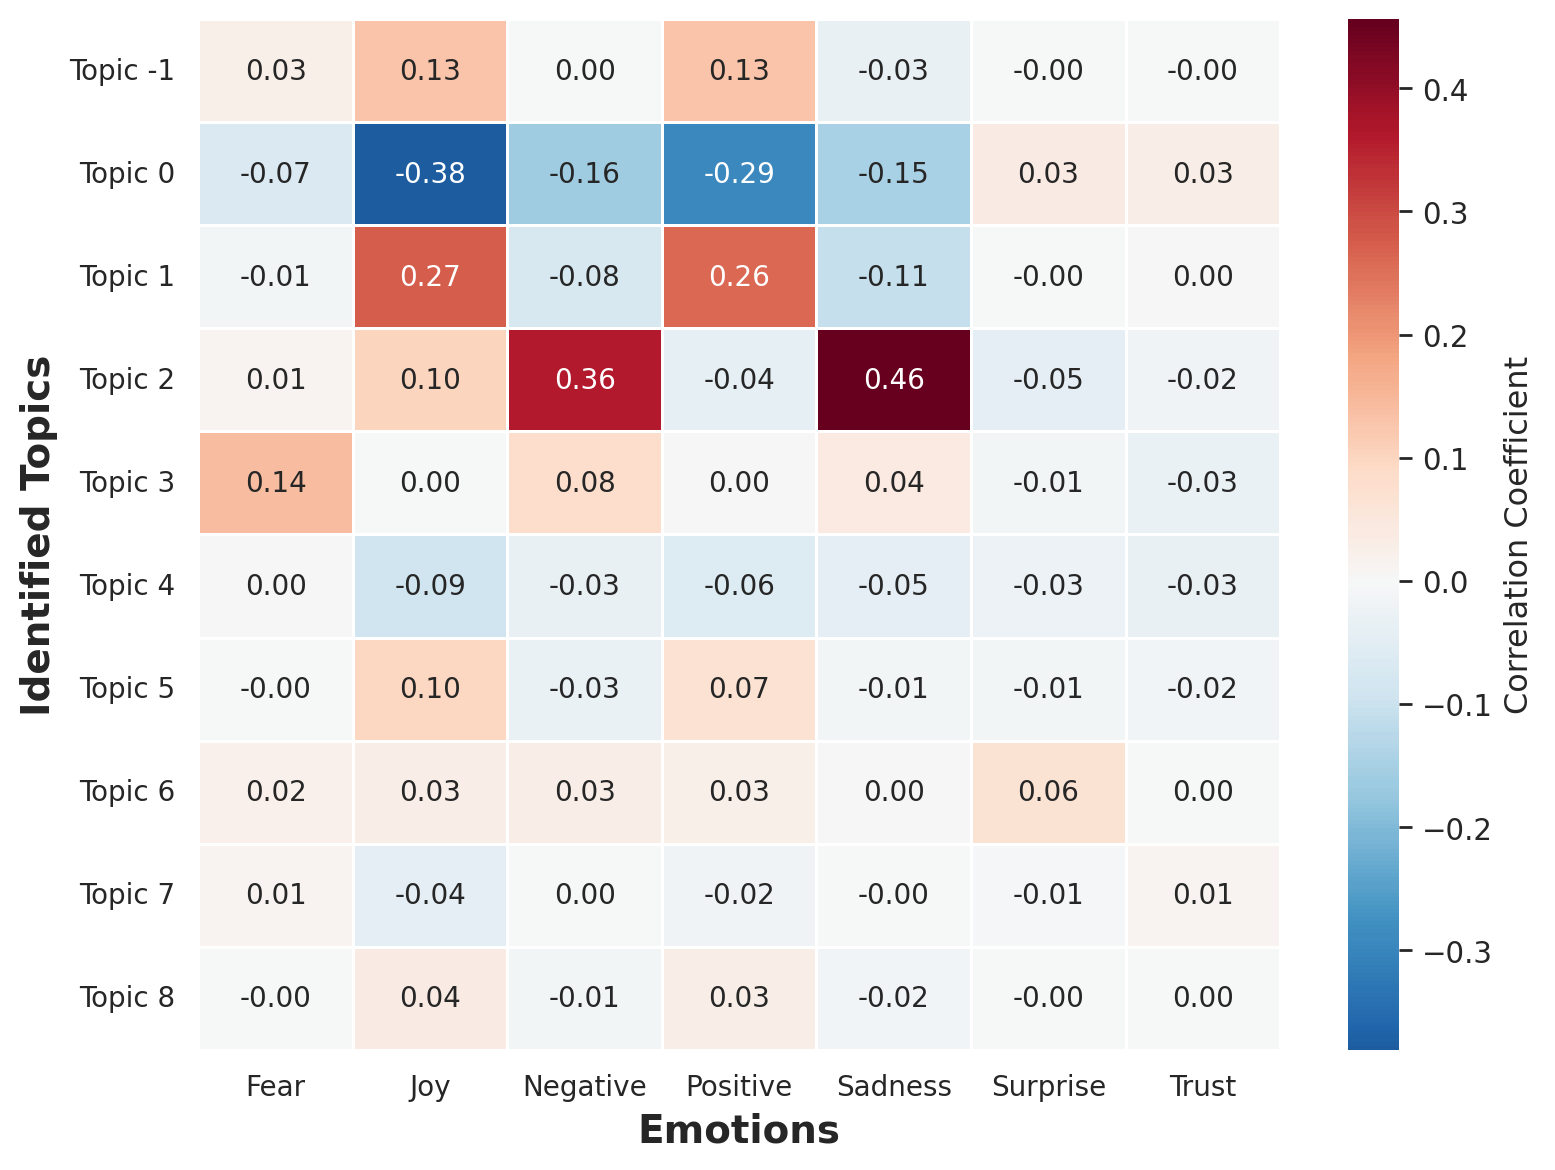 Topic -1 0.03 0.13 0.00 0.13 -0.03 -0.00 -0.00
Topic 0 -0.07 -0.38 -0.16 -0.29 -0.15 0.03 0.03
Topic 1 -0.01 0.27 -0.08 0.26 -0.11 -0.00 0.00
Topic 2 0.01 0.10 0.36 -0.04 0.46 -0.05 -0.02
Topic 3 0.14 0.00 0.08 0.00 0.04 -0.01 -0.03
Topic 4 0.00 -0.09 -0.03 -0.06 -0.05 -0.03 -0.03
Topic 5 -0.00 0.10 -0.03 0.07 -0.01 -0.01 -0.02
Topic 6 0.02 0.03 0.03 0.03 0.00 0.06 0.00
Topic 7 0.01 -0.04 0.00 -0.02 -0.00 -0.01 0.01
Topic 8 -0.00 0.04 -0.01 0.03 -0.02 -0.00 0.00
Fear Joy Negative Positive Sadness Surprise Trust
Emotions
Identified Topics
0.4
0.3
0.2
0.1
0.0
−0.1
−0.2
−0.3
Correlation Coefficient